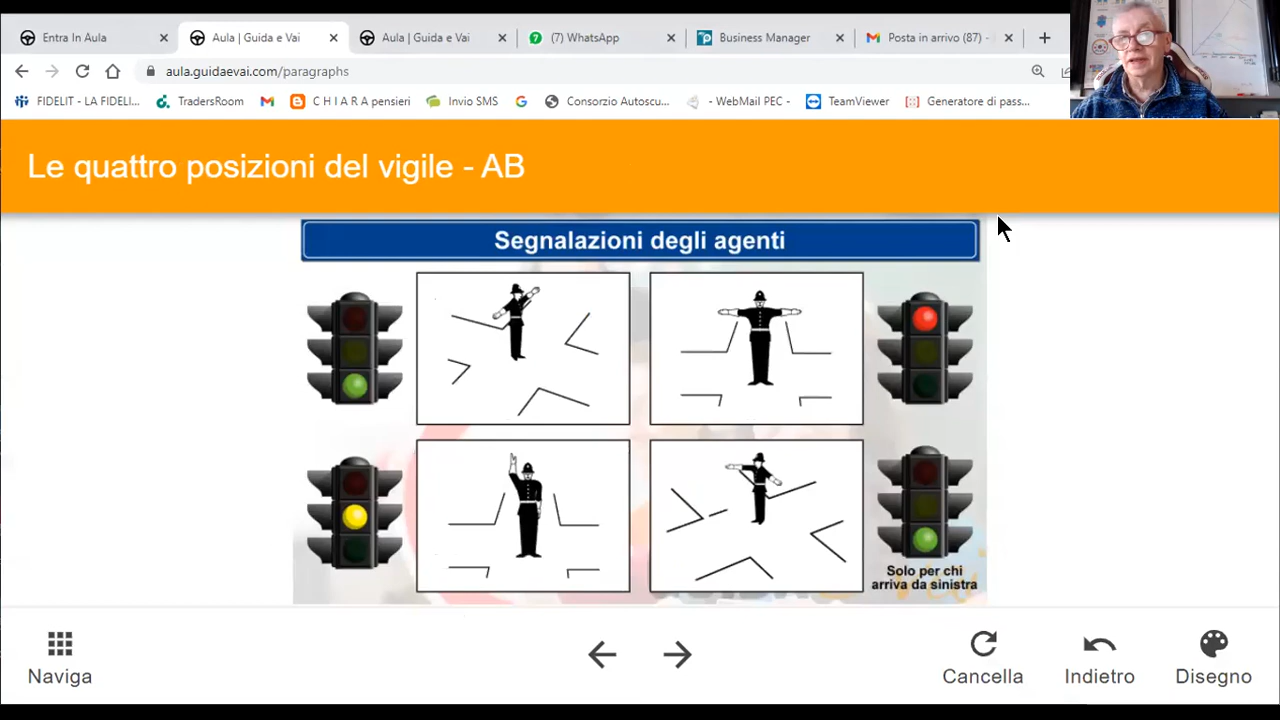 Entra In Aula
Aula | Guida e Vai
Aula | Guida e Vai
(7) WhatsApp
Business Manager
Posta in arrivo (87) -
aula.guidaevai.com/paragraphs
FIDELIT - LA FIDELI...
TradersRoom
C H I A R A pensieri
Invio SMS
Consorzio Autoscu...
- WebMail PEC -
TeamViewer
Generatore di pass...
Le quattro posizioni del vigile - AB
Segnalazioni degli agenti
Solo per chi
arriva da sinistra
Naviga
Cancella
Indietro
Disegno